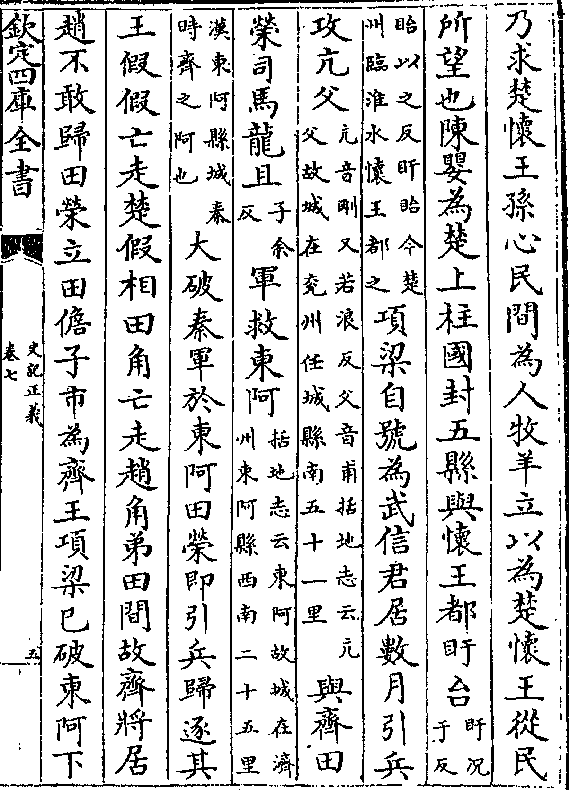 乃求楚懷王孫心民間為人牧羊立以為楚懷王從民
所望也陳嬰為楚上柱國封五縣與懷王都盱台盱况于反
眙以之反盱眙今楚州臨淮水懷王都之項梁自號為武信君居數月引兵
攻亢父亢音剛又苦浪反父音甫括地志云亢父故城在兖州任城縣南五十一里與齊田
榮司馬龍且子余反軍救東阿括地志云東阿故城在濟州東阿縣西南二十五里
漢東阿縣城秦時齊之阿也大破秦軍於東阿田榮即引兵歸逐其
王假假亡走楚假相田角亡走趙角弟田間故齊將居
趙不敢歸田榮立田儋子巿為齊王項梁已破東阿下
欽定四庫全書
史記正義
卷七
五